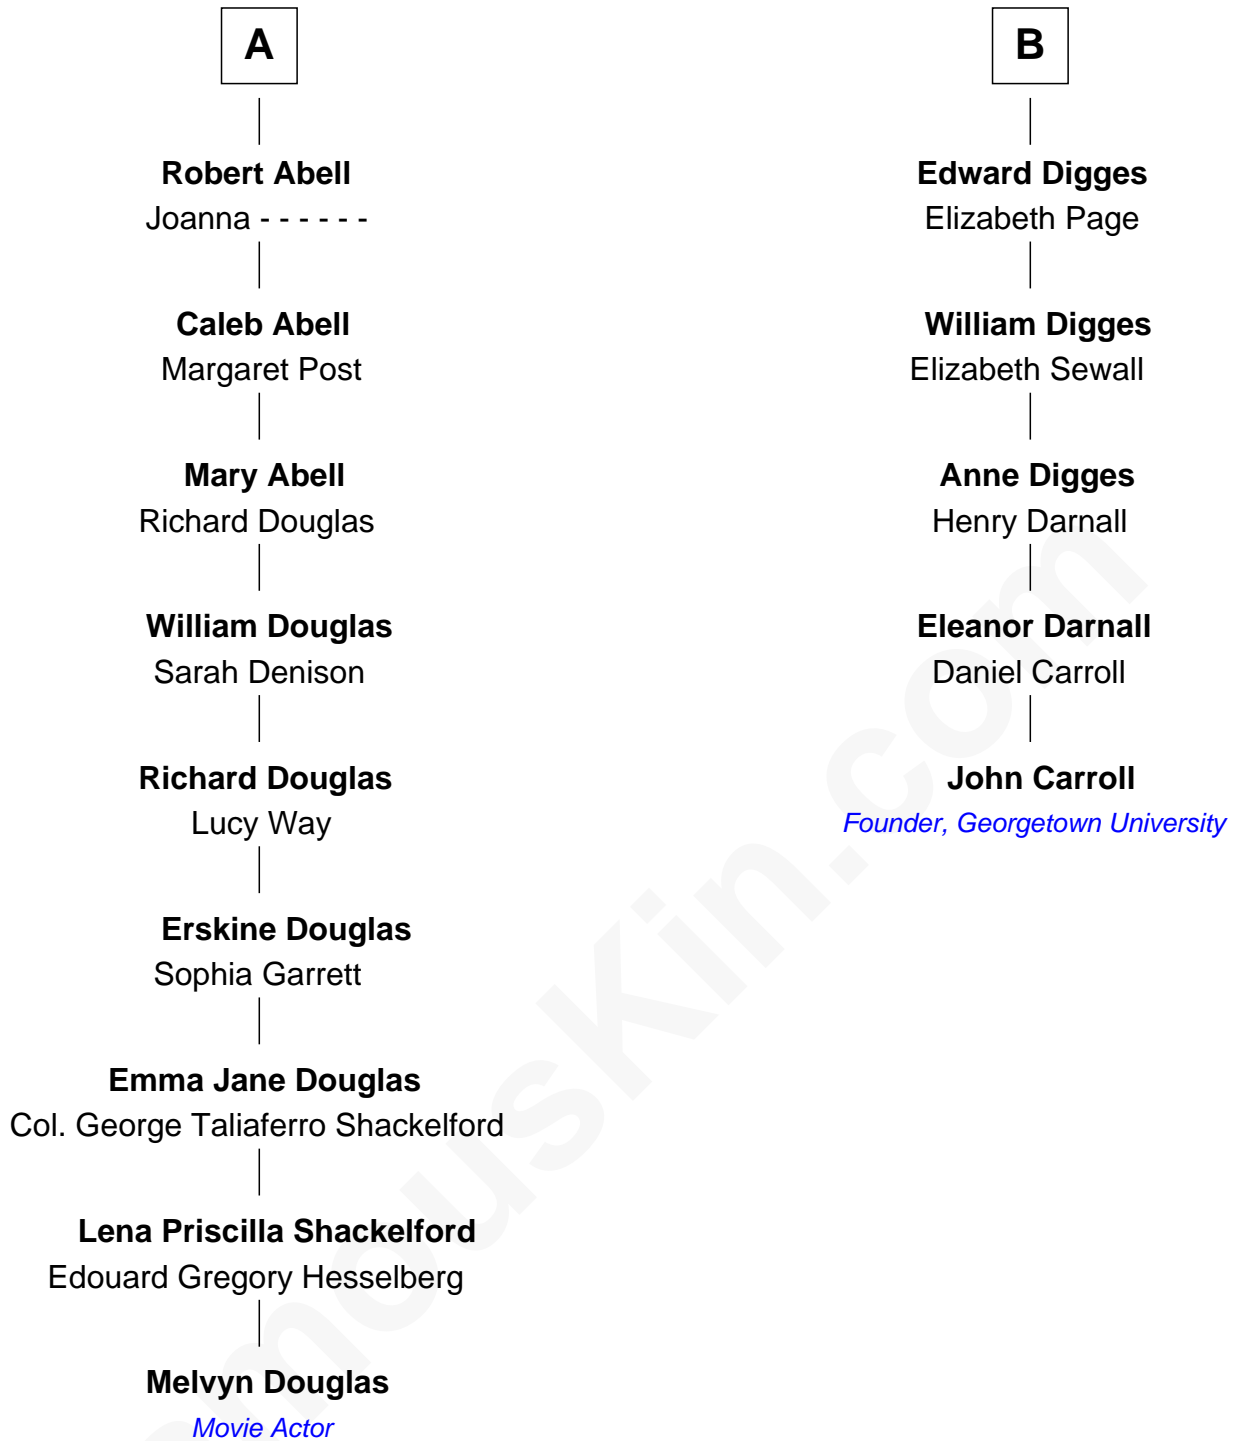 A
Robert Abell
Joanna - - - - - -
Caleb Abell
Margaret Post
Mary Abell
Richard Douglas
William Douglas
Sarah Denison
Richard Douglas
Lucy Way
Erskine Douglas
Sophia Garrett
Emma Jane Douglas
Col. George Taliaferro Shackelford
Lena Priscilla Shackelford
Edouard Gregory Hesselberg
Melvyn Douglas
Movie Actor
B
Edward Digges
Elizabeth Page
William Digges
Elizabeth Sewall
Anne Digges
Henry Darnall
Eleanor Darnall
Daniel Carroll
John Carroll
Founder, Georgetown University
mousKin.com